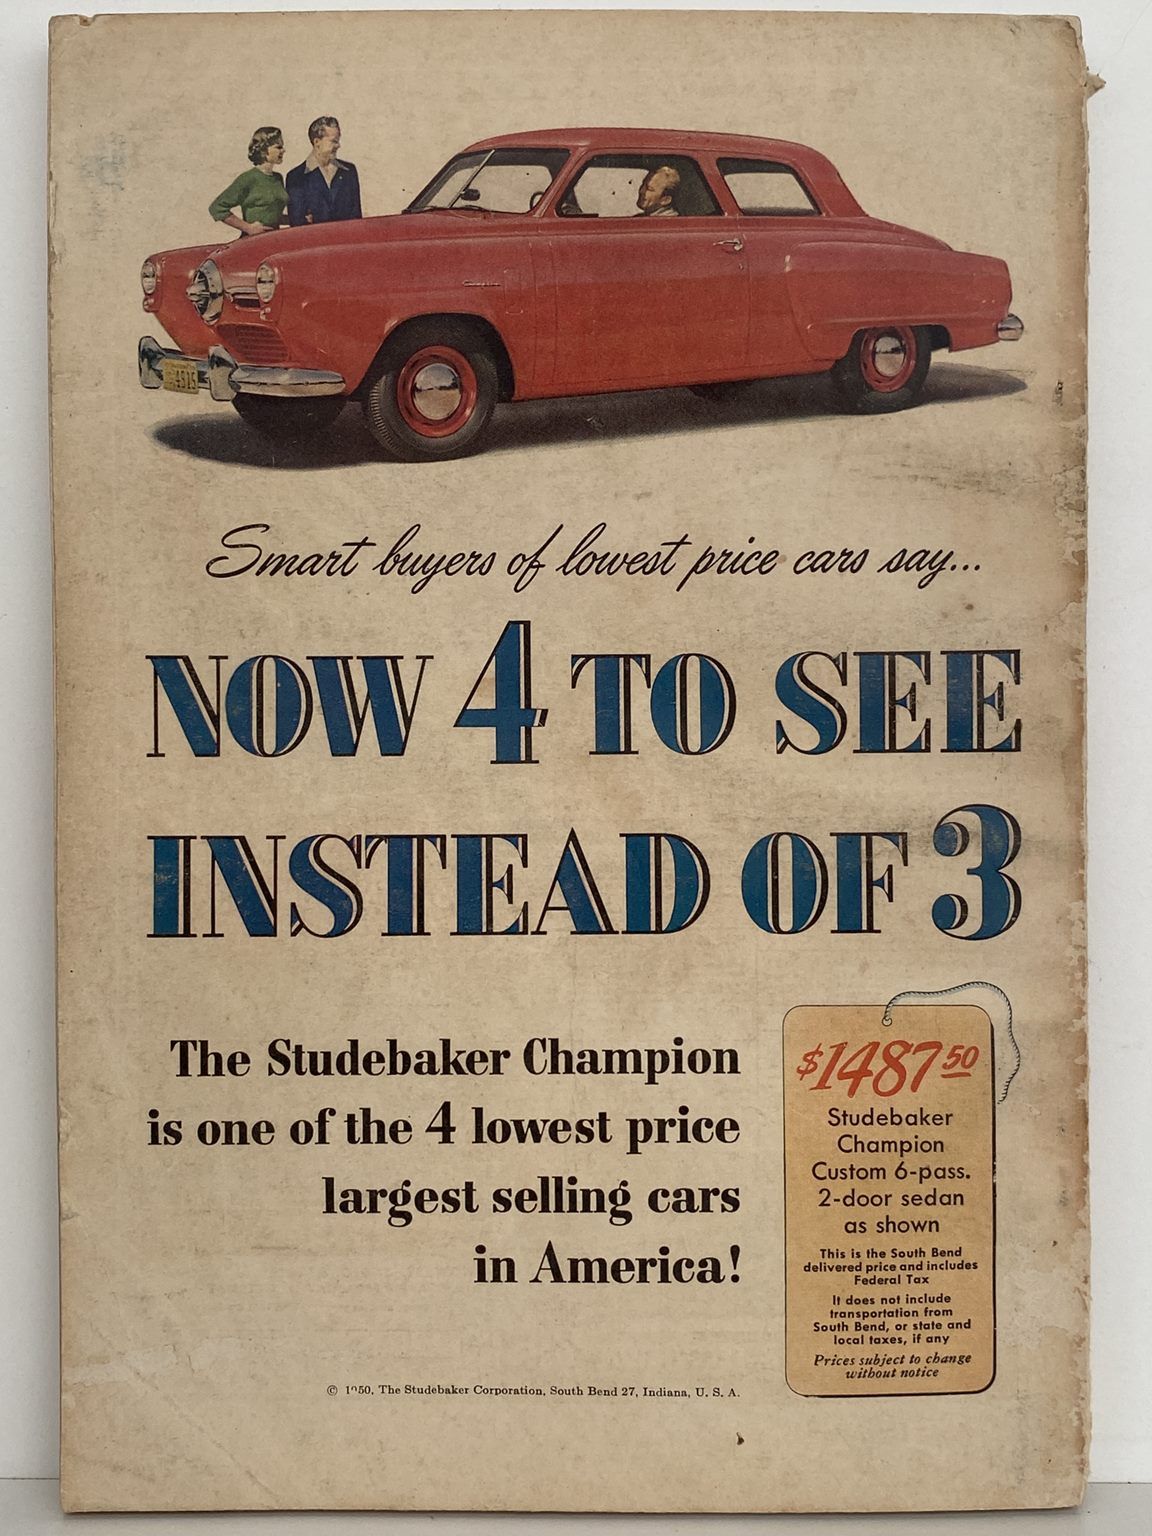 4515
Champion
Smart buyers of lowest price cars say...
NOW 4 TO SEE
INSTEAD OF 3
The Studebaker Champion
is one of the 4 lowest price
largest selling cars
in America!
© 1950, The Studebaker Corporation, South Bend 27, Indiana, U. S. A.
$1487 50
Studebaker
Champion
Custom 6-pass.
2-door sedan
as shown
This is the South Bend
delivered price and includes
Federal Tax
It does not include
transportation from
South Bend, or state and
local taxes, if any
Prices subject to change
without notice